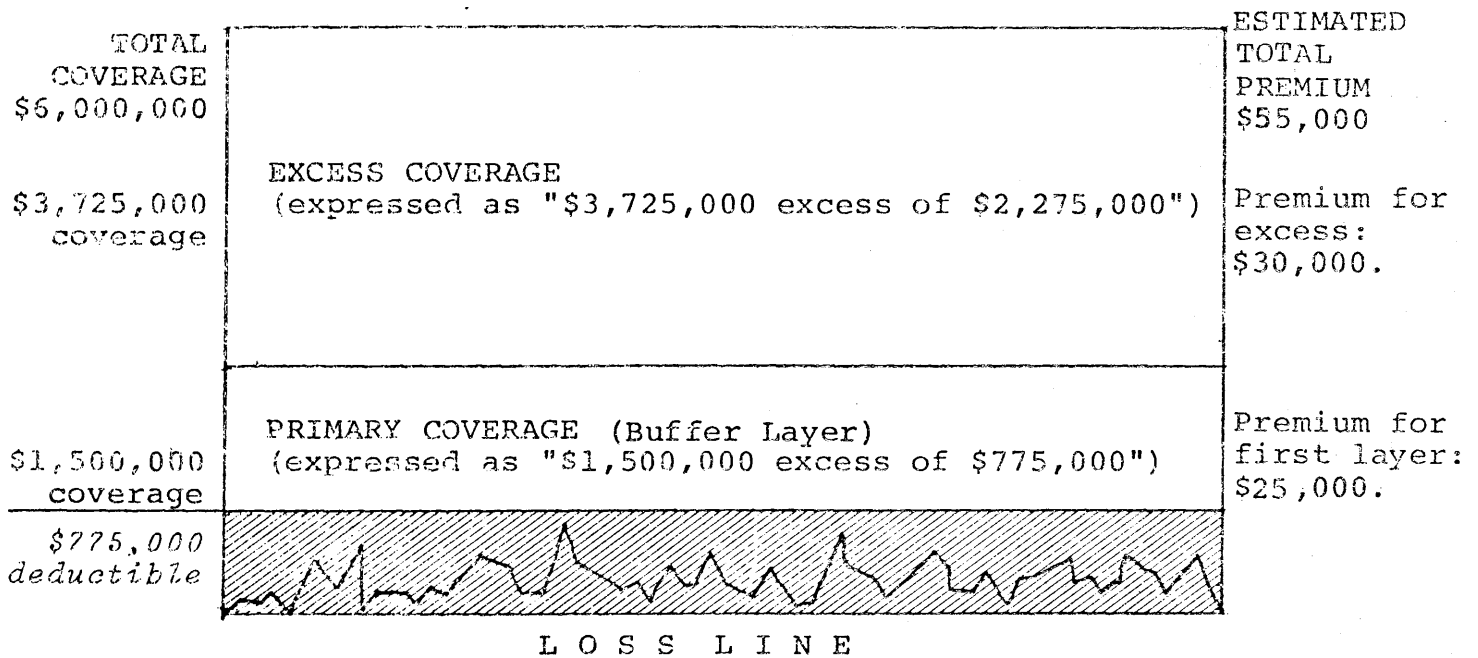 TOTAL
COVERAGE
$6,000,000
ESTIMATED
TOTAL
PREMIUM
$55,000
EXCESS COVERAGE
(expressed as "$3,725,000 excess of $2,275,000")
$3,725,000
coverage
Premium for
excess:
$30,000.
PRIMARY COVERAGE (Buffer Layer)
(expressed as "$1,500,000 excess of $775,000")
$1,500,000
coverage
Premium for
first layer:
$25,000.
$775,000
deductible
LOSS LINE